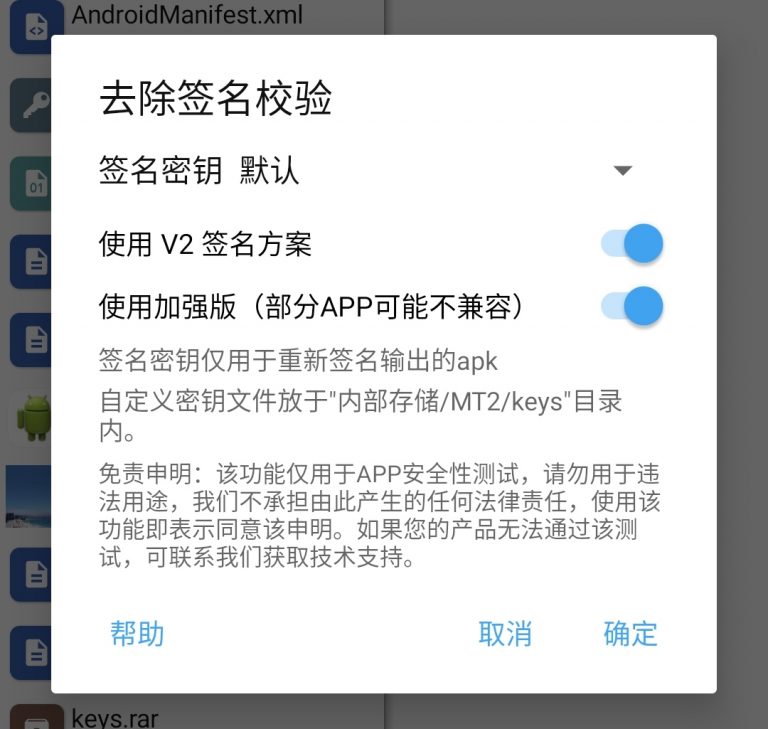 AndroidManifest.xml
去除签名校验
签名密钥 默认
使用 V2 签名方案
使用加强版（部分APP可能不兼容）
签名密钥仅用于重新签名输出的apk
自定义密钥文件放于"内部存储/MT2/keys"目录
内。
免责申明：该功能仅用于APP安全性测试，请勿用于违
法用途，我们不承担由此产生的任何法律责任，使用该
功能即表示同意该申明。如果您的产品无法通过该测
试，可联系我们获取技术支持。
帮助 取消 确定
01
keys.rar